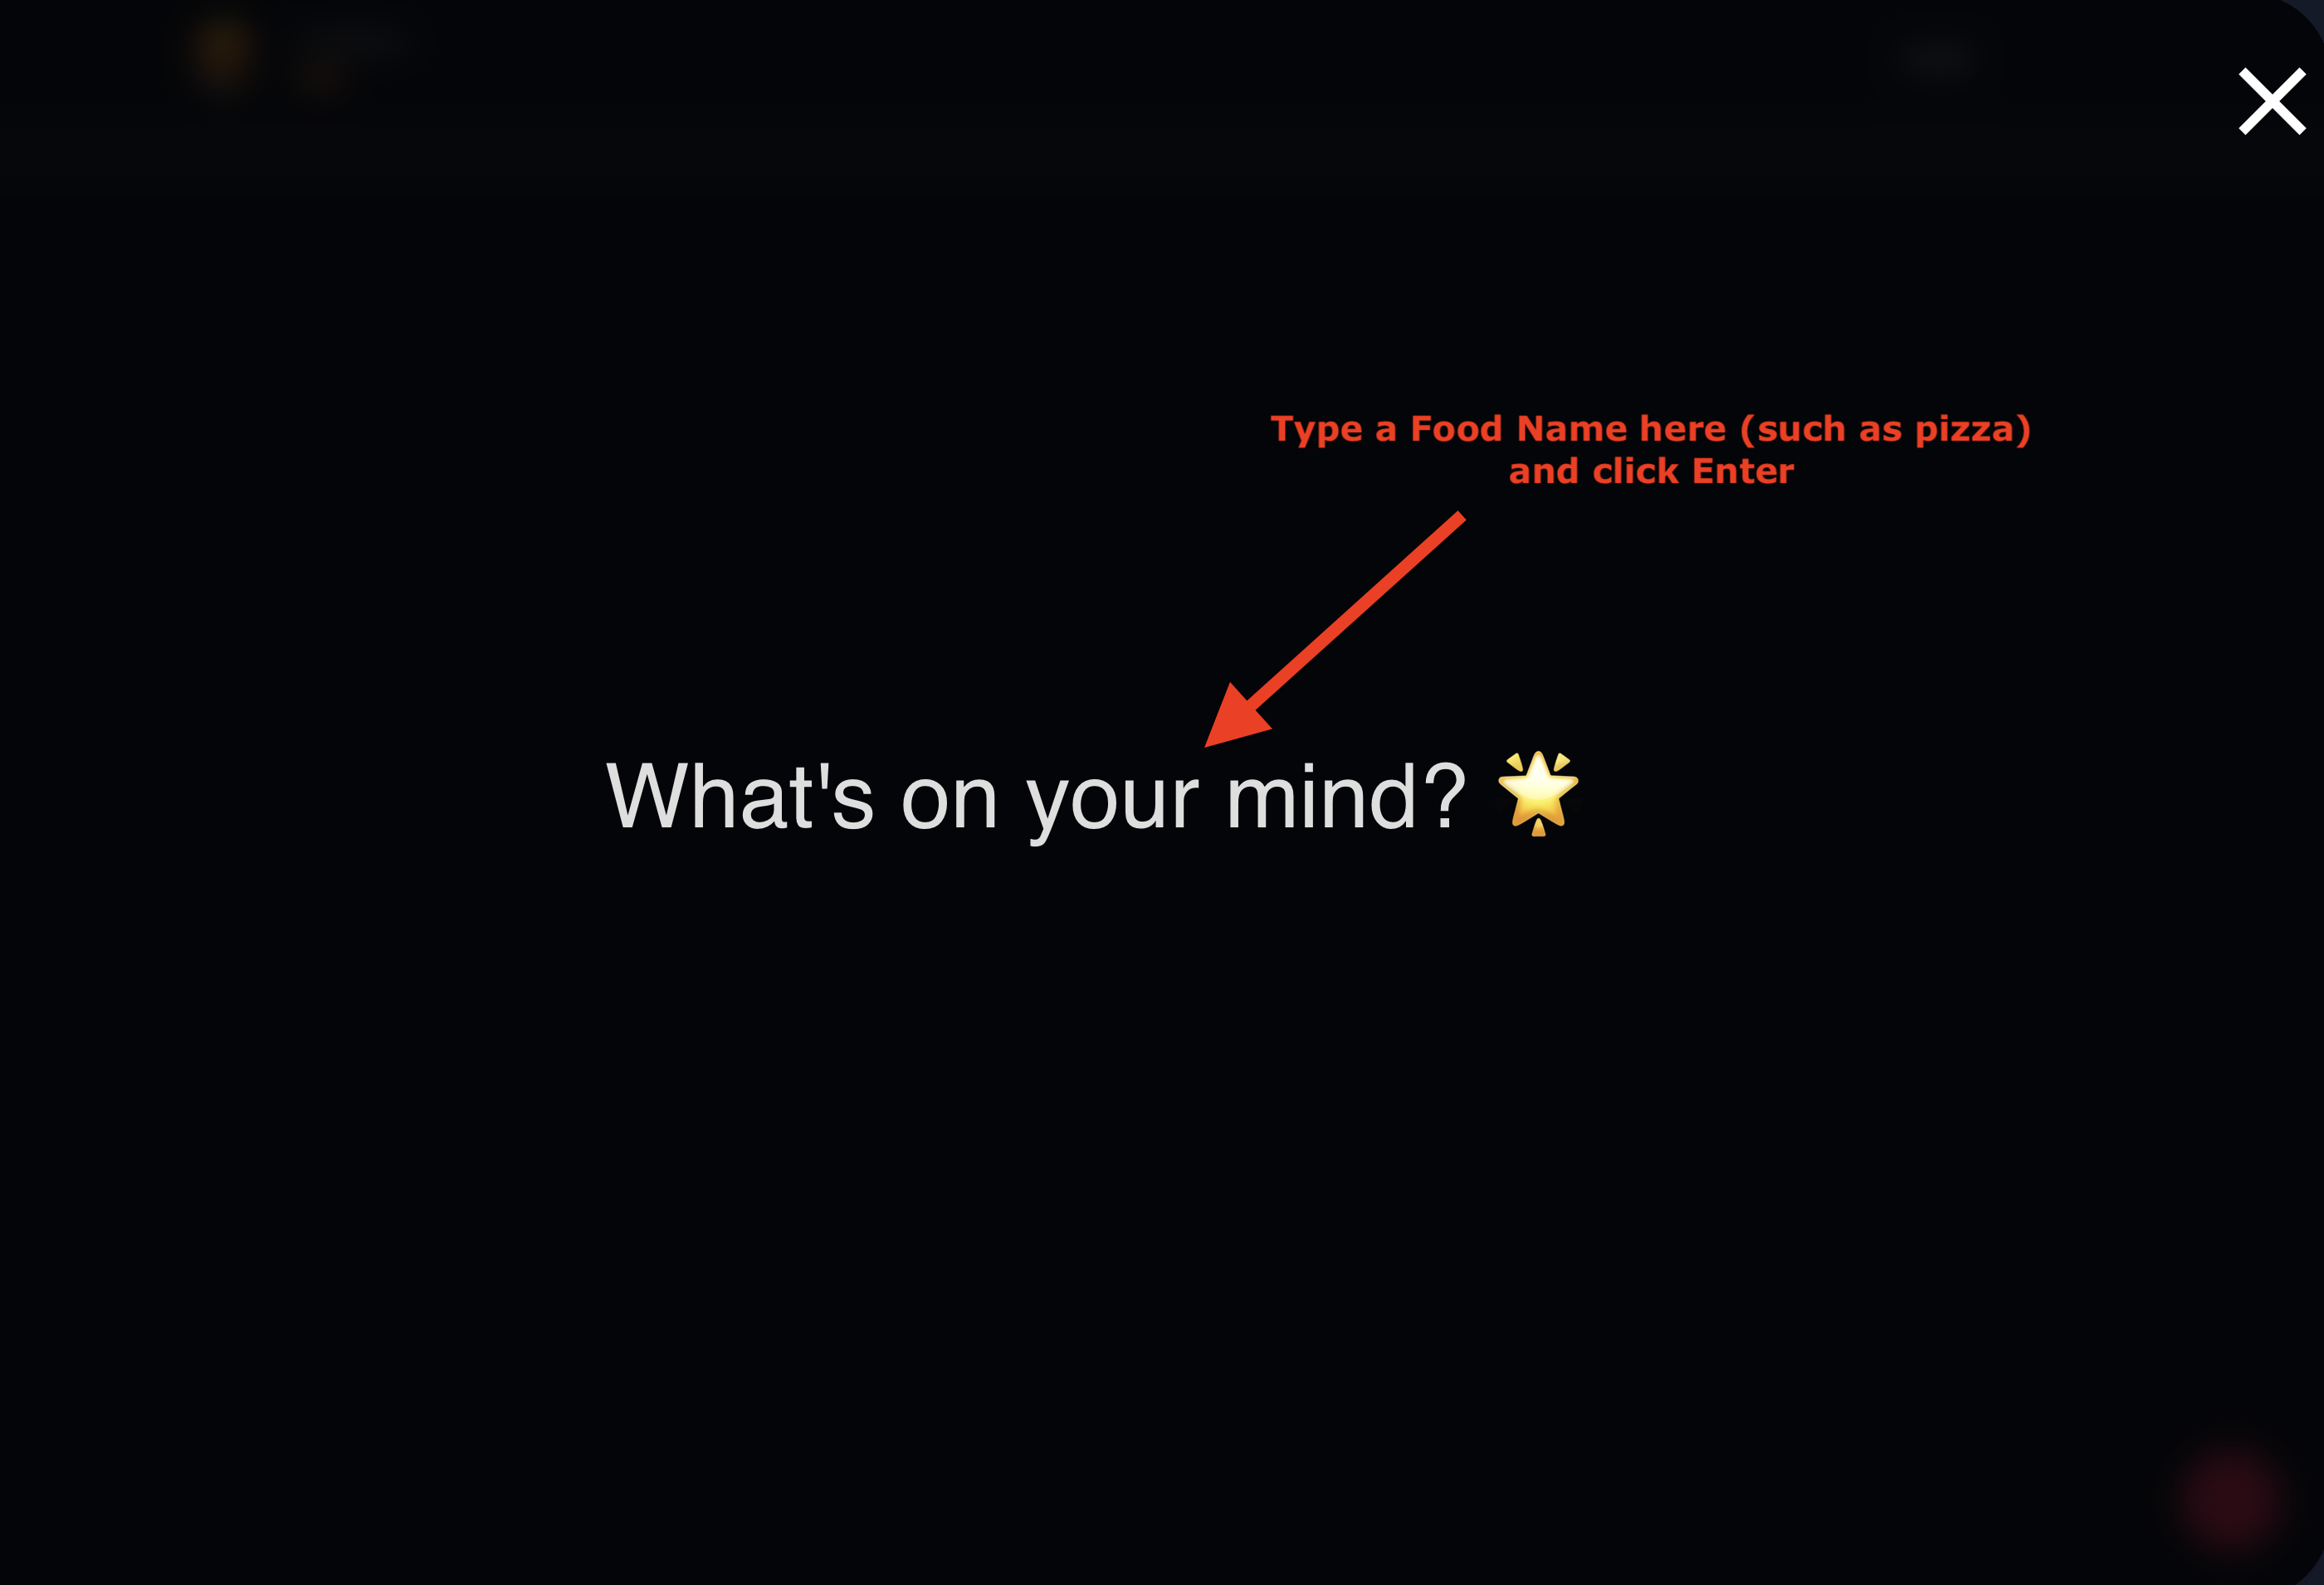 Type a Food Name here (such as pizza)
and click Enter
What's on your mind? 🌟